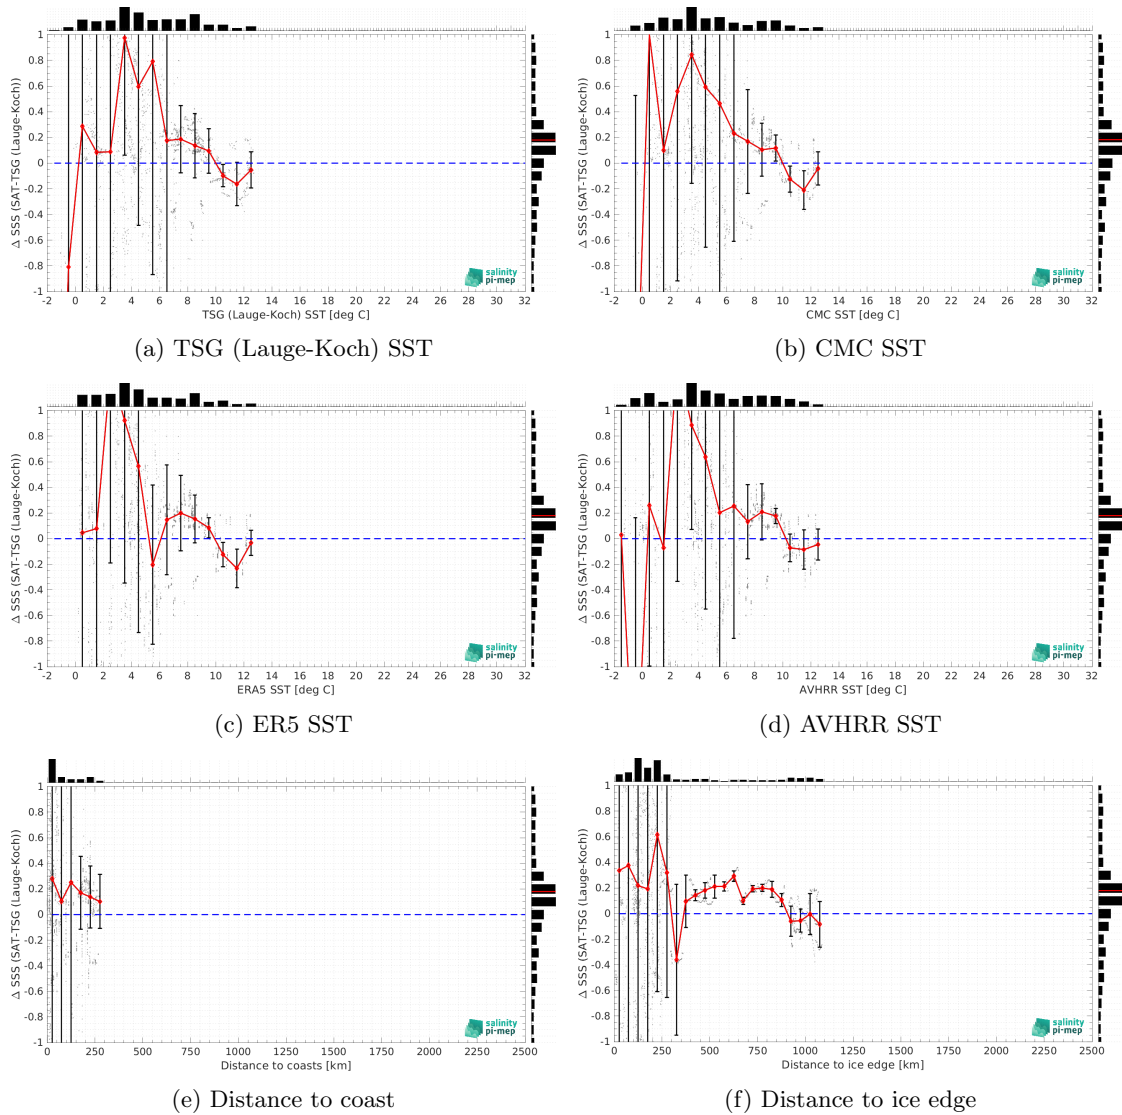 1
0.8
0.6
0.4
0.2
0
-0.2
-0.4
-0.6
-0.8
-1
Δ SSS (SAT-TSG (Lauge-Koch))
salinity
pi-mep
-2 0 2 4 6 8 10 12 14 16 18 20 22 24 26 28 30 32
TSG (Lauge-Koch) SST [deg C]
(a) TSG (Lauge-Koch) SST
1
0.8
0.6
0.4
0.2
0
-0.2
-0.4
-0.6
-0.8
-1
Δ SSS (SAT-TSG (Lauge-Koch))
salinity
pi-mep
-2 0 2 4 6 8 10 12 14 16 18 20 22 24 26 28 30 32
CMC SST [deg C]
(b) CMC SST
1
0.8
0.6
0.4
0.2
0
-0.2
-0.4
-0.6
-0.8
-1
Δ SSS (SAT-TSG (Lauge-Koch))
salinity
pi-mep
-2 0 2 4 6 8 10 12 14 16 18 20 22 24 26 28 30 32
ERA5 SST [deg C]
(c) ER5 SST
1
0.8
0.6
0.4
0.2
0
-0.2
-0.4
-0.6
-0.8
-1
Δ SSS (SAT-TSG (Lauge-Koch))
salinity
pi-mep
-2 0 2 4 6 8 10 12 14 16 18 20 22 24 26 28 30 32
AVHRR SST [deg C]
(d) AVHRR SST
1
0.8
0.6
0.4
0.2
0
-0.2
-0.4
-0.6
-0.8
-1
Δ SSS (SAT-TSG (Lauge-Koch))
salinity
pi-mep
0 250 500 750 1000 1250 1500 1750 2000 2250 2500
Distance to coasts [km]
(e) Distance to coast
1
0.8
0.6
0.4
0.2
0
-0.2
-0.4
-0.6
-0.8
-1
Δ SSS (SAT-TSG (Lauge-Koch))
salinity
pi-mep
0 250 500 750 1000 1250 1500 1750 2000 2250 2500
Distance to ice edge [km]
(f) Distance to ice edge